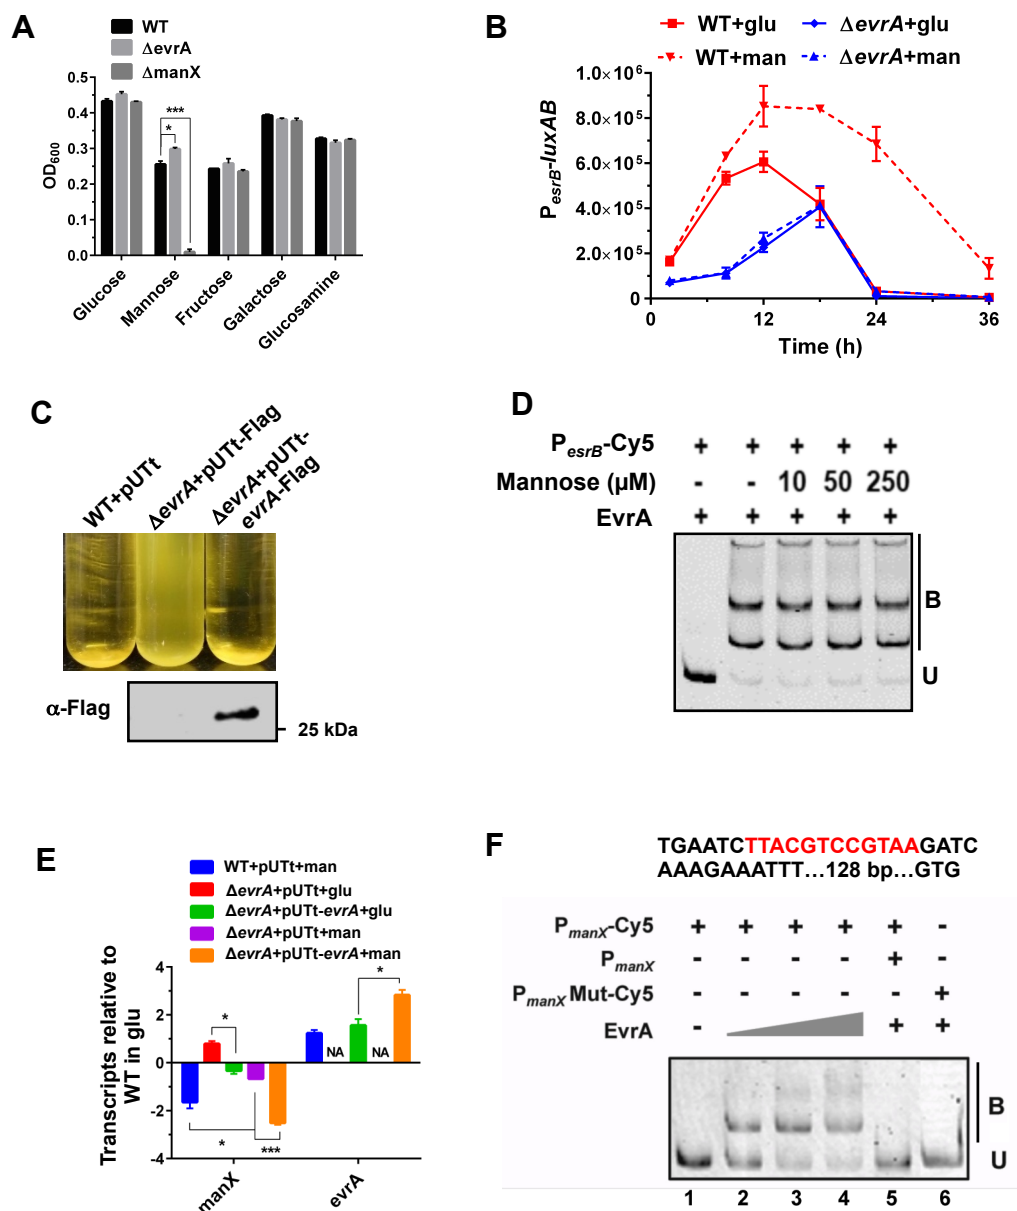 A
WT
ΔevrA
ΔmanX
0.5
0.4
0.3
0.2
0.1
0.0
OD600
***
*
Glucose
Mannose
Fructose
Galactose
Glucosamine
B
WT+glu
ΔevrA+glu
WT+man
ΔevrA+man
1.0×10⁶
8.0×10⁵
6.0×10⁵
4.0×10⁵
2.0×10⁵
0
PesrB-luxAB
0 12 24 36
Time (h)
C
WT+pUTt
ΔevrA+pUTt-Flag
ΔevrA+pUTt-
evrA-Flag
α-Flag
25 kDa
D
PesrB-Cy5 + + + + +
Mannose (µM) - - 10 50 250
EvrA + + + + +
B
U
E
WT+pUTt+man
ΔevrA+pUTt+glu
ΔevrA+pUTt-evrA+glu
ΔevrA+pUTt+man
ΔevrA+pUTt-evrA+man
Transcripts relative to
WT in glu
4
2
0
-2
-4
*
*
NA NA
*
***
manX
evrA
F
TGAATCTTACGTCCGTAAGATC
AAAGAAATTT...128 bp...GTG
PmanX-Cy5 + + + + + -
PmanX - - - - + -
PmanX Mut-Cy5 - - - - - +
EvrA - + +
B
U
1 2 3 4 5 6